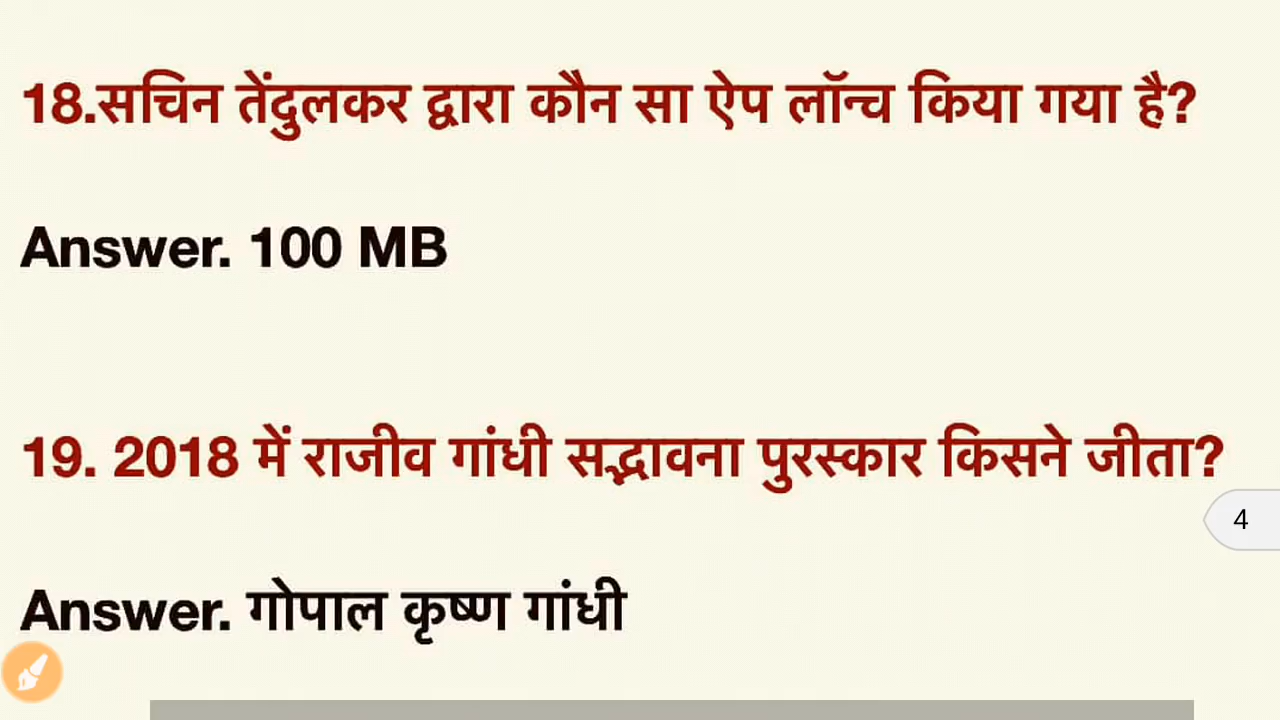 18.सचिन तेंदुलकर द्वारा कौन सा ऐप लॉन्च किया गया है?
Answer. 100 MB
19. 2018 में राजीव गांधी सद्भावना पुरस्कार किसने जीता?
4
Answer. गोपाल कृष्ण गांधी